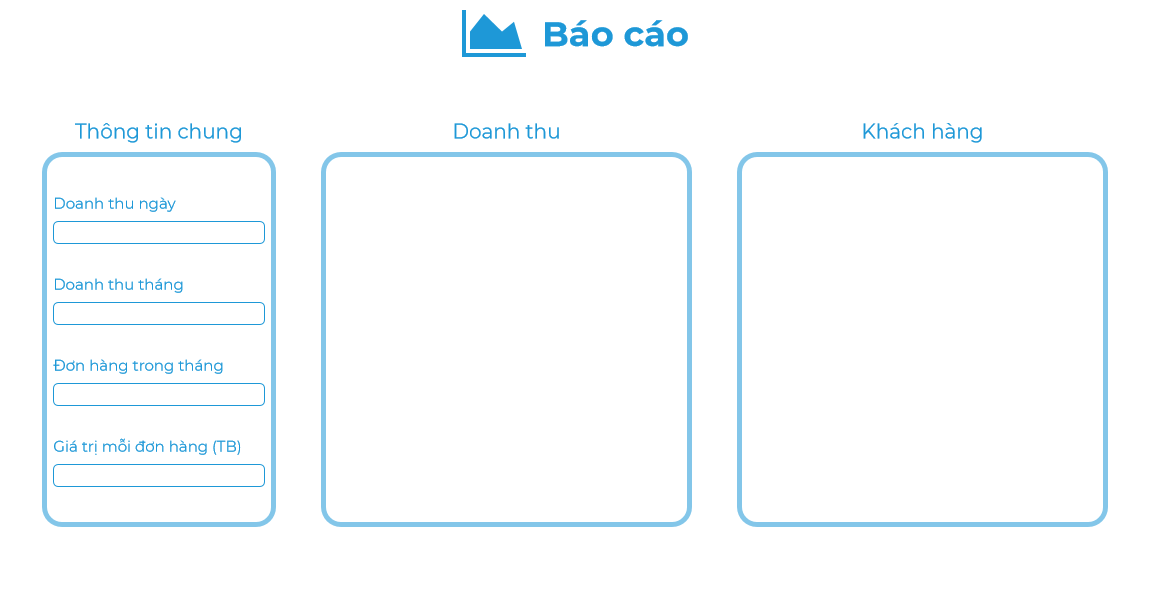 Báo cáo
Thông tin chung
Doanh thu ngày
Doanh thu tháng
Đơn hàng trong tháng
Giá trị mỗi đơn hàng (TB)
Doanh thu
Khách hàng